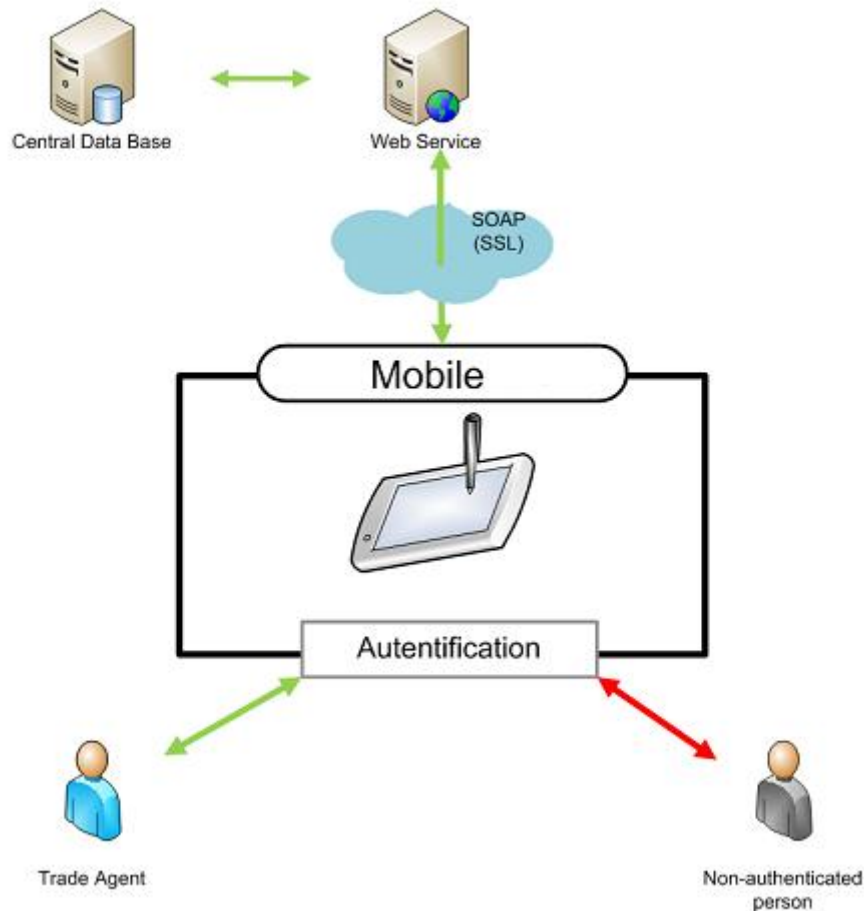 Central Data Base
Web Service
SOAP
(SSL)
Mobile
Autentification
Trade Agent
Non-authenticated
person